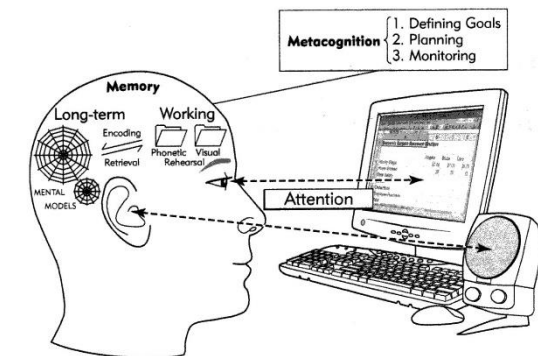 Metacognition
1. Defining Goals
2. Planning
3. Monitoring
Memory
Long-term
Working
Encoding
Retrieval
Phonetic
Visual
Rehearsal
MENTAL
MODELS
Attention